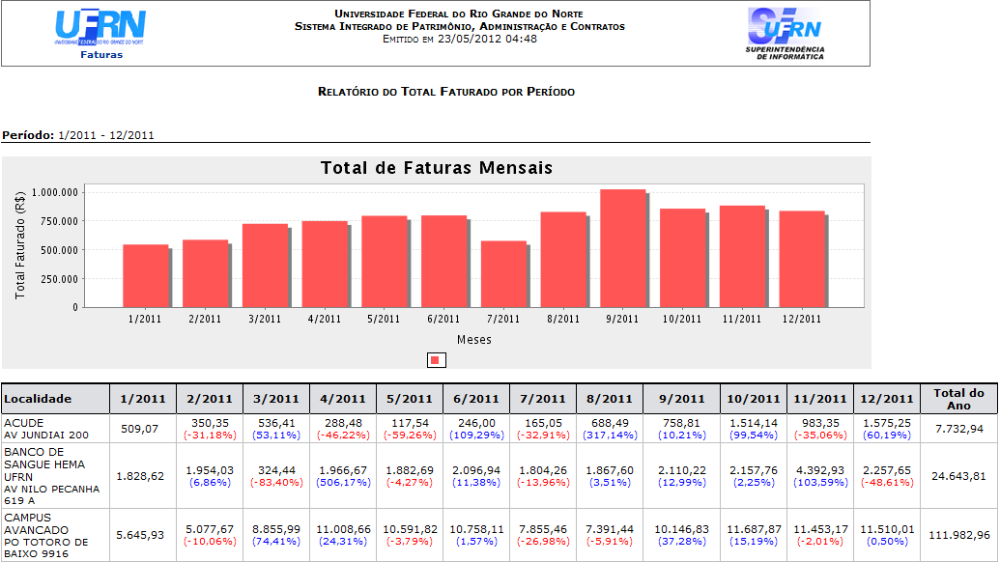 UFRN
UNIVERSIDADE FEDERAL DO RIO GRANDE DO NORTE
Faturas
UNIVERSIDADE FEDERAL DO RIO GRANDE DO NORTE
SISTEMA INTEGRADO DE PATRIMÔNIO, ADMINISTRAÇÃO E CONTRATOS
EMITIDO EM 23/05/2012 04:48
SUFRN
SUPERINTENDÊNCIA
DE INFORMÁTICA
RELATÓRIO DO TOTAL FATURADO POR PERÍODO
Período: 1/2011 - 12/2011
Total de Faturas Mensais
Total Faturado (R$)
1.000.000
750.000
500.000
250.000
0
1/2011 2/2011 3/2011 4/2011 5/2011 6/2011 7/2011 8/2011 9/2011 10/2011 11/2011 12/2011
Meses
Localidade 1/2011 2/2011 3/2011 4/2011 5/2011 6/2011 7/2011 8/2011 9/2011 10/2011 11/2011 12/2011 Total do Ano
ACUDE
AV JUNDIAI 200
509,07 350,35 536,41 288,48 117,54 246,00 165,05 688,49 758,81 1.514,14 983,35 1.575,25 7.732,94
(-31,18%) (53,11%) (-46,22%) (-59,26%) (109,29%) (-32,91%) (317,14%) (10,21%) (99,54%) (-35,06%) (60,19%)
BANCO DE
SANGUE HEMA
UFRN
AV NILO PECANHA
619 A
1.828,62 1.954,03 324,44 1.966,67 1.882,69 2.096,94 1.804,26 1.867,60 2.110,22 2.157,76 4.392,93 2.257,65 24.643,81
(6,86%) (-83,40%) (506,17%) (-4,27%) (11,38%) (-13,96%) (3,51%) (12,99%) (2,25%) (103,59%) (-48,61%)
CAMPUS
AVANCADO
PO TOTORO DE
BAIXO 9916
5.645,93 5.077,67 8.855,99 11.008,66 10.591,82 10.758,11 7.855,46 7.391,44 10.146,83 11.687,87 11.453,17 11.510,01 111.982,96
(-10,06%) (74,41%) (24,31%) (-3,79%) (1,57%) (-26,98%) (-5,91%) (37,28%) (15,19%) (-2,01%) (0,50%)